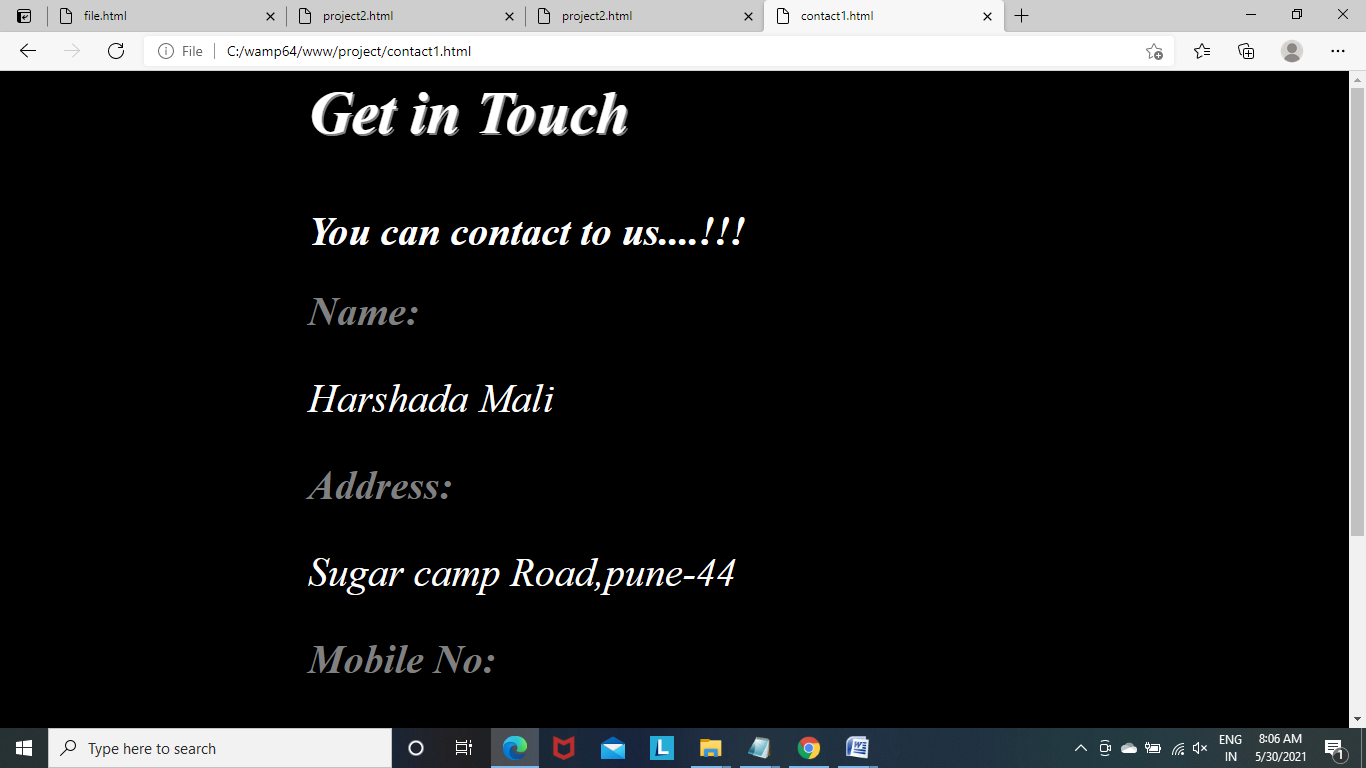 file.html
project2.html
project2.html
contact1.html
File
C:/wamp64/www/project/contact1.html
Get in Touch
You can contact to us....!!!
Name:
Harshada Mali
Address:
Sugar camp Road,pune-44
Mobile No:
Type here to search
L
W
ENG
IN
8:06 AM
5/30/2021
1